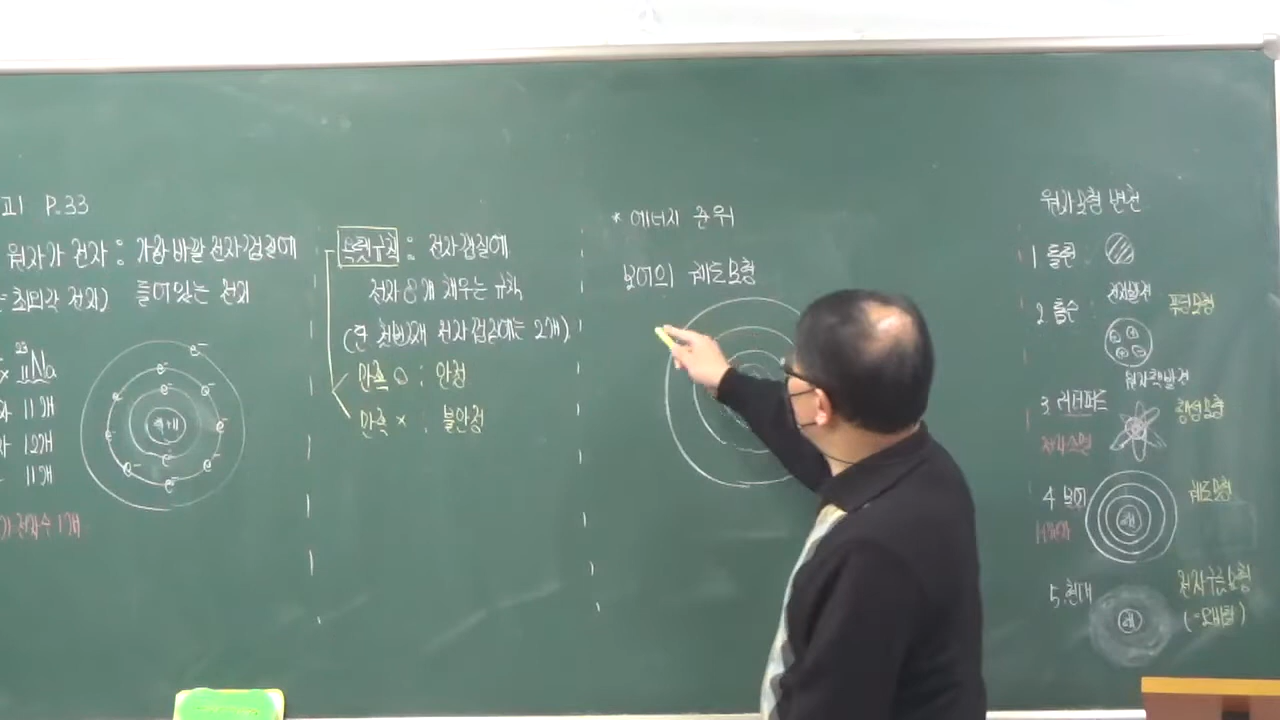 P.33
원자가 전자 : 가장 바깥 전자껍질에
(= 최외각 전자) 들어있는 전자
23
11Na
11개
12개
11개
전자수 1개
e⁻
e⁻
e⁻
e⁻
e⁻
e⁻
e⁻
e⁻
e⁻
e⁻
+11
옥텟규칙 : 전자껍질에
전자 8개 채우는 규칙
(단 첫번째 전자 껍질에는 2개)
만족 ○ : 안정
만족 × : 불안정
* 에너지 준위
보어의 궤도모형
원자모형 변천
1 돌턴
2 톰슨 전자발견 푸딩모형
원자핵발견
3 러더퍼드 행성모형
4 보어 핵 궤도모형
5. 현대 핵 전자구름모형
(=오비탈)